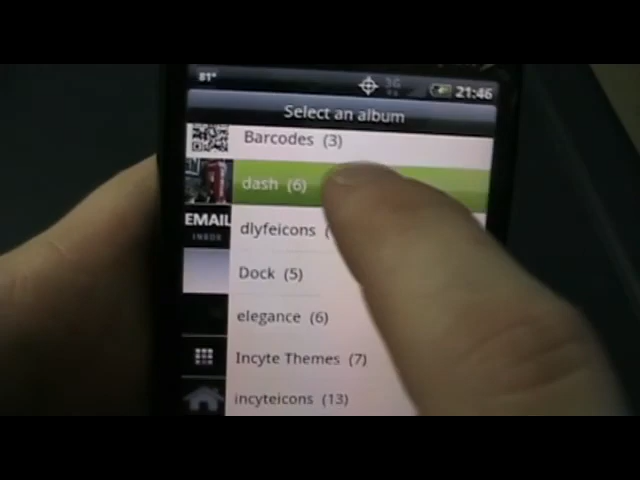 81° 3G 21:46
Select an album
Barcodes (3)
dash (6)
EMAIL
INBOX
dlyfeicons (
Dock (5)
elegance (6)
Incyte Themes (7)
incyteicons (13)